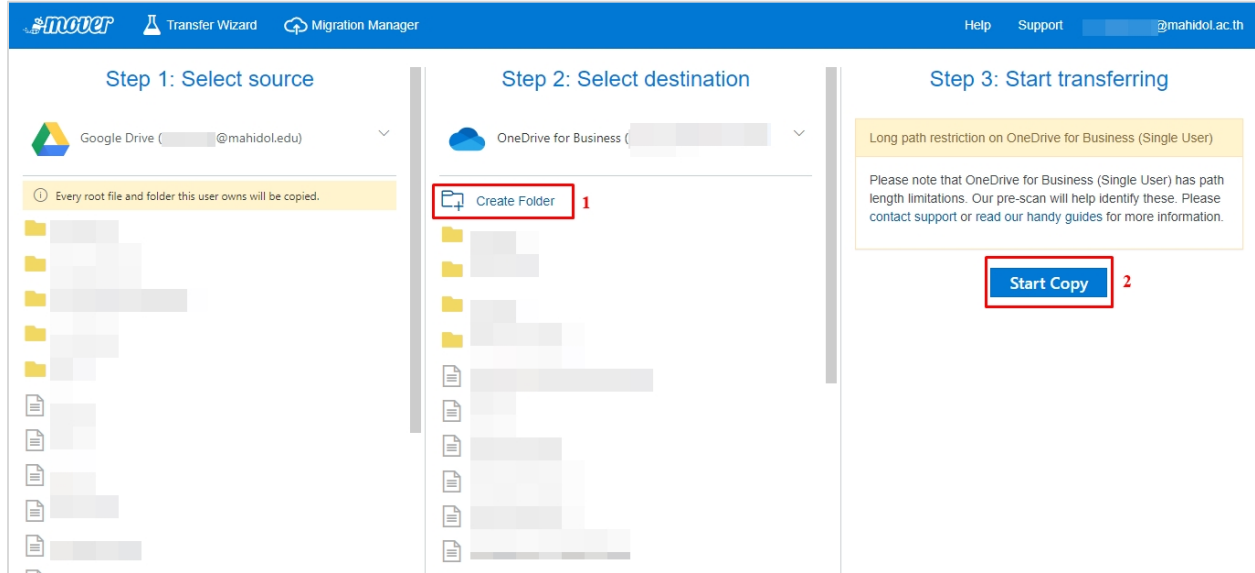 mover
Transfer Wizard
Migration Manager
Help
Support
@mahidol.ac.th
Step 1: Select source
Google Drive (
@mahidol.edu)
Every root file and folder this user owns will be copied.
Step 2: Select destination
OneDrive for Business (
Create Folder
1
Step 3: Start transferring
Long path restriction on OneDrive for Business (Single User)
Please note that OneDrive for Business (Single User) has path
length limitations. Our pre-scan will help identify these. Please
contact support or read our handy guides for more information.
Start Copy
2